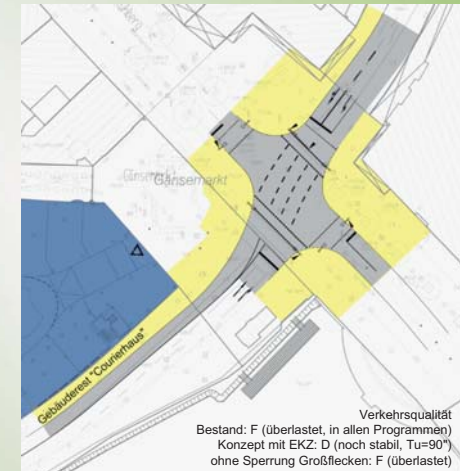 Gänsemarkt
Gebäuderest "Courierhaus"
Verkehrsqualität
Bestand: F (überlastet, in allen Programmen)
Konzept mit EKZ: D (noch stabil, Tu=90")
ohne Sperrung Großflecken: F (überlastet)